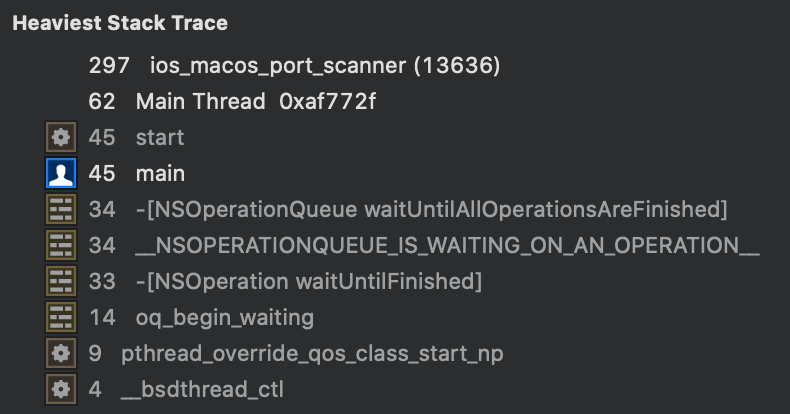 Heaviest Stack Trace
297 ios_macos_port_scanner (13636)
62 Main Thread 0xaf772f
45 start
45 main
34 -[NSOperationQueue waitUntilAllOperationsAreFinished]
34 __NSOPERATIONQUEUE_IS_WAITING_ON_AN_OPERATION__
33 -[NSOperation waitUntilFinished]
14 oq_begin_waiting
9 pthread_override_qos_class_start_np
4 __bsdthread_ctl